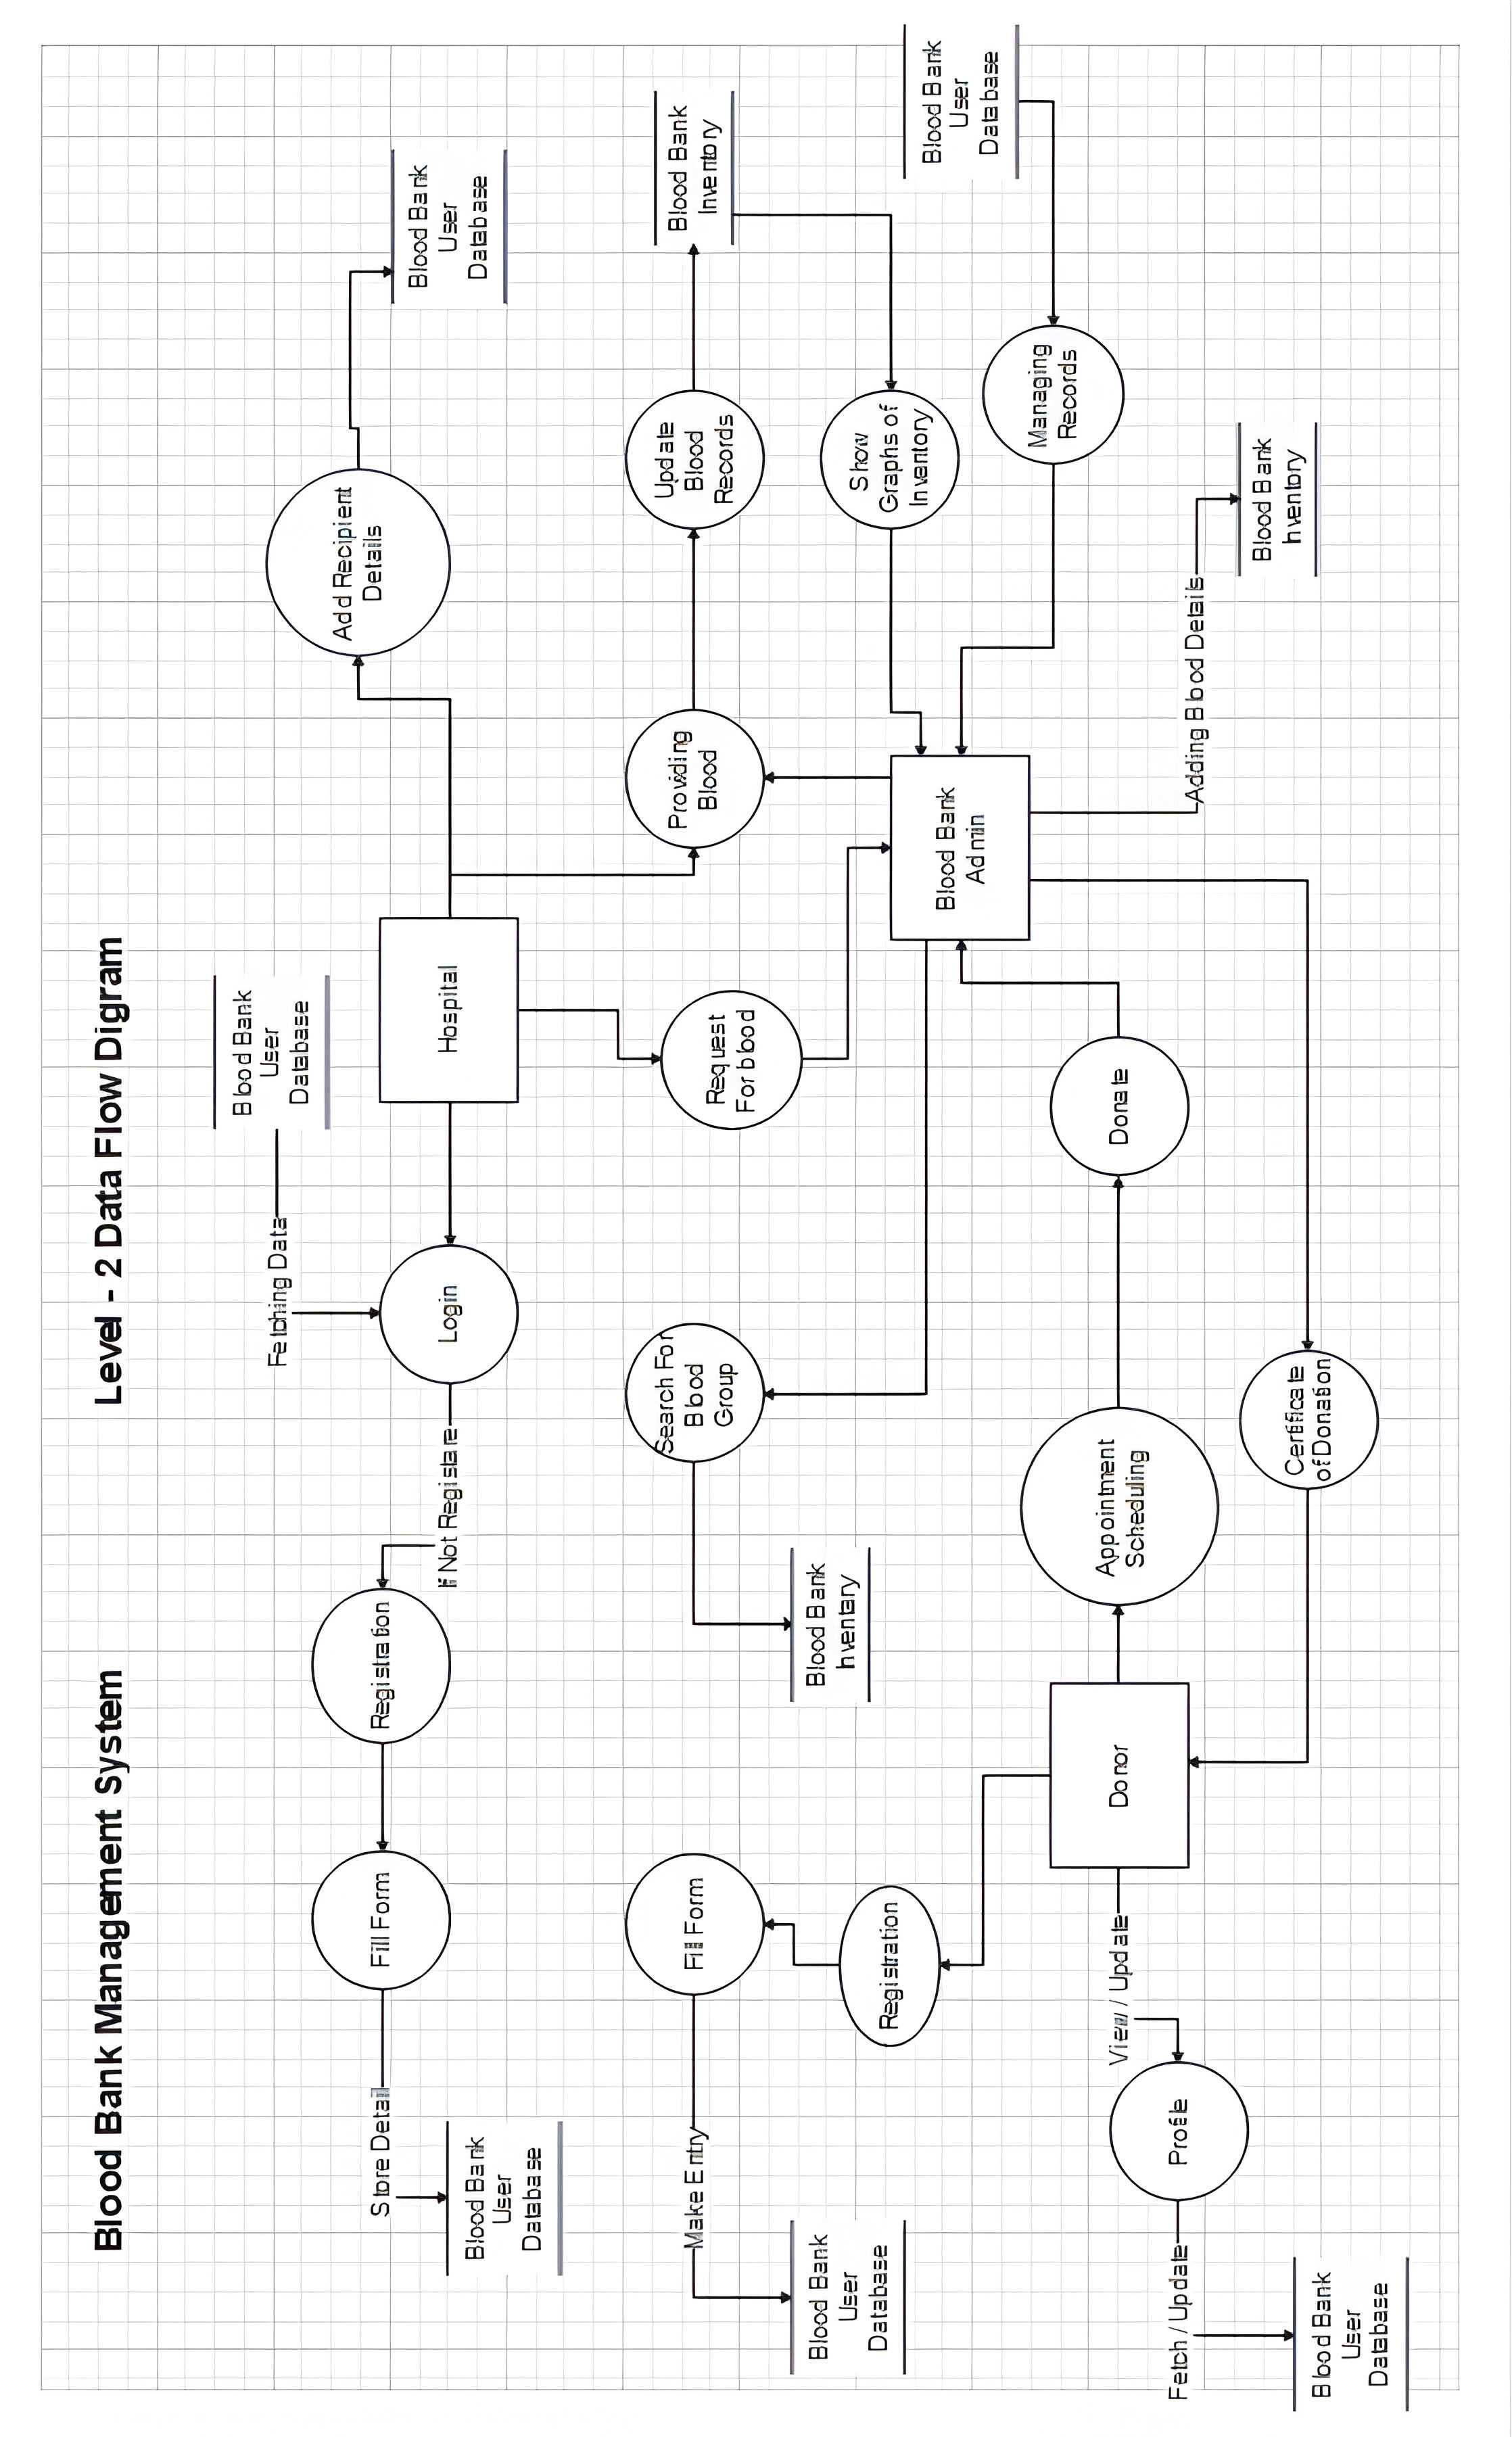 Blood Bank Management System
Level - 2 Data Flow Digram
Blood Bank
User
Database
Fetching Data
Store Detail
Fill Form
Registration
If Not Registare
Login
Hospital
Add Recipient
Details
Blood Bank
User
Database
Blood Bank
User
Database
Make Entry
Fill Form
Search For
Blood
Group
Request
For blood
Providing
Blood
Update
Blood
Records
Blood Bank
Inventory
Blood Bank
User
Database
Registration
Blood Bank
Inventary
Blood Bank
Admin
Show
Graphs of
Inventory
Blood Bank
User
Database
Managing
Records
View / Update
Donor
Appointment
Scheduling
Donate
Fetch / Update
Profile
Adding Blood Details
Blood Bank
Inventory
Blood Bank
User
Database
Certificate
of Donation